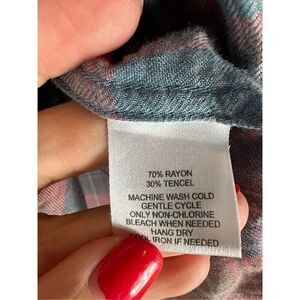 70% RAYON
30% TENCEL
MACHINE WASH COLD
GENTLE CYCLE
ONLY NON-CHLORINE
BLEACH WHEN NEEDED
HANG DRY
IRON IF NEEDED